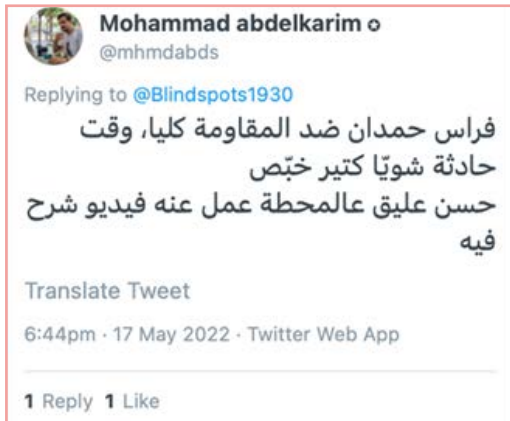 Mohammad abdelkarim ✪
@mhmdabds
Replying to @Blindspots1930
فراس حمدان ضد المقاومة كليا، وقت
حادثة شويّا كتير خبّص
حسن عليق عالمحطة عمل عنه فيديو شرح
فيه
Translate Tweet
6:44pm · 17 May 2022 · Twitter Web App
1 Reply 1 Like